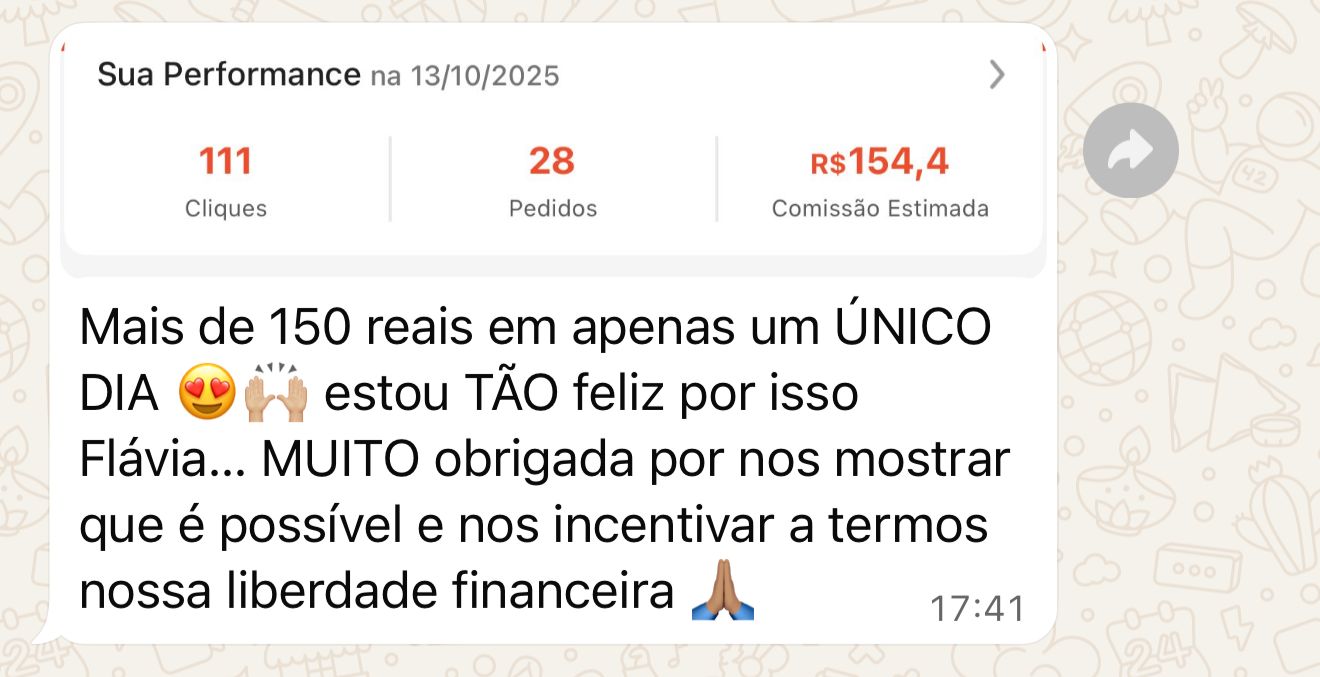 Sua Performance na 13/10/2025
111
28
R$154,4
Cliques
Pedidos
Comissão Estimada
Mais de 150 reais em apenas um ÚNICO
DIA 😍🙌🏼 estou TÃO feliz por isso
Flávia... MUITO obrigada por nos mostrar
que é possível e nos incentivar a termos
nossa liberdade financeira 🙏🏽
17:41